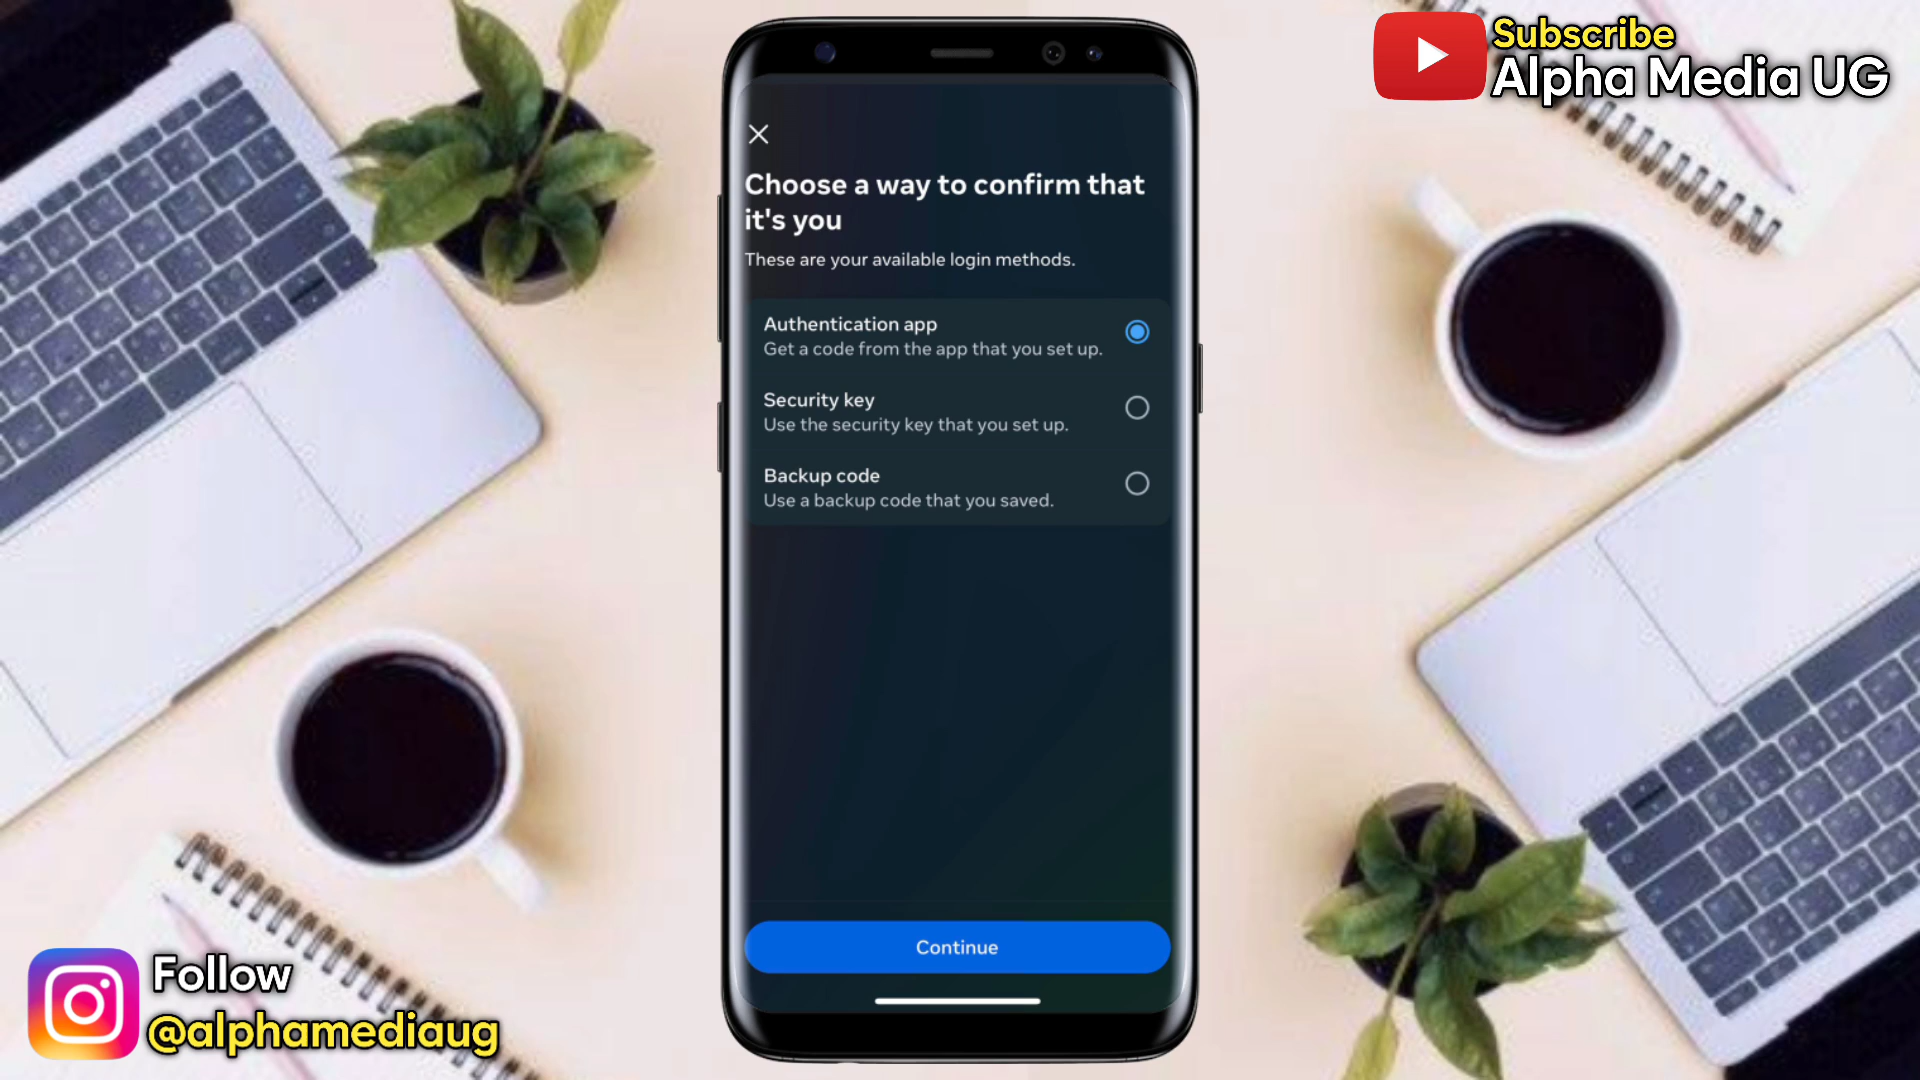 Subscribe
Alpha Media UG
Choose a way to confirm that
it's you
These are your available login methods.
Authentication app
Get a code from the app that you set up.
Security key
Use the security key that you set up.
Backup code
Use a backup code that you saved.
Continue
Follow
@alphamediaug